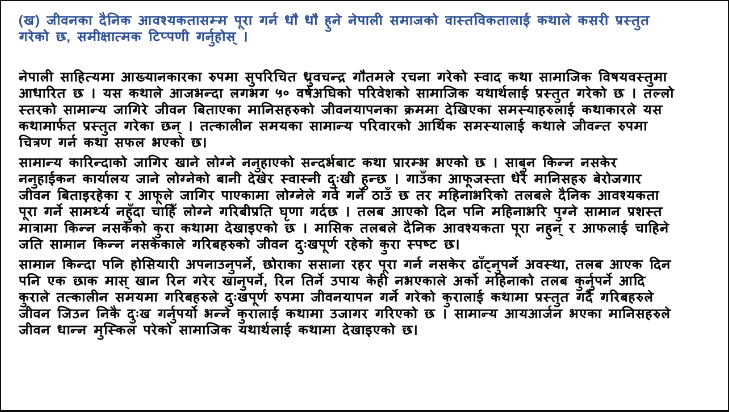 (ख) जीवनका दैनिक आवश्यकतासम्म पूरा गर्न धौ धौ हुने नेपाली समाजको वास्तविकतालाई कथाले कसरी प्रस्तुत
गरेको छ, समीक्षात्मक टिप्पणी गर्नुहोस् ।
नेपाली साहित्यमा आख्यानकारका रुपमा सुपरिचित ध्रुवचन्द्र गौतमले रचना गरेको स्वाद कथा सामाजिक विषयवस्तुमा
आधारित छ । यस कथाले आजभन्दा लगभग ५० वर्षअघिको परिवेशको सामाजिक यथार्थलाई प्रस्तुत गरेको छ । तल्लो
स्तरको सामान्य जागिरे जीवन बिताएका मानिसहरुको जीवनयापनका क्रममा देखिएका समस्याहरुलाई कथाकारले यस
कथामार्फत प्रस्तुत गरेका छन् । तत्कालीन समयका सामान्य परिवारको आर्थिक समस्यालाई कथाले जीवन्त रुपमा
चित्रण गर्न कथा सफल भएको छ।
सामान्य कारिन्दाको जागिर खाने लोग्ने ननुहाएको सन्दर्भबाट कथा प्रारम्भ भएको छ । साबुन किन्न नसकेर
ननुहाईकन कार्यालय जाने लोग्नेको बानी देखेर स्वास्नी दुःखी हुन्छ । गाउँका आफूजस्ता धेरै मानिसहरु बेरोजगार
जीवन बिताइरहेका र आफूले जागिर पाएकामा लोग्नेले गर्व गर्ने ठाउँ छ तर महिनाभरिको तलबले दैनिक आवश्यकता
पूरा गर्ने सामर्थ्य नहुँदा चाहिँ लोग्ने गरिबीप्रति घृणा गर्दछ । तलब आएको दिन पनि महिनाभरि पुग्ने सामान प्रशस्त
मात्रामा किन्न नसकेको कुरा कथामा देखाइएको छ । मासिक तलबले दैनिक आवश्यकता पूरा नहुन् र आफलाई चाहिने
जति सामान किन्न नसकेकाले गरिबहरुको जीवन दुःखपूर्ण रहेको कुरा स्पष्ट छ।
सामान किन्दा पनि होसियारी अपनाउनुपर्ने, छोराका ससाना रहर पूरा गर्न नसकेर ढाँट्नुपर्ने अवस्था, तलब आएक दिन
पनि एक छाक मासु खान रिन गरेर खानुपर्ने, रिन तिर्ने उपाय केही नभएकाले अर्को महिनाको तलब कुर्नुपर्ने आदि
कुराले तत्कालीन समयमा गरिबहरुले दुःखपूर्ण रुपमा जीवनयापन गर्ने गरेको कुरालाई कथामा प्रस्तुत गर्दै गरिबहरुले
जीवन जिउन निकै दुःख गर्नुपर्यो भन्ने कुरालाई कथामा उजागर गरिएको छ । सामान्य आयआर्जन भएका मानिसहरुले
जीवन धान्न मुस्किल परेको सामाजिक यथार्थलाई कथामा देखाइएको छ।